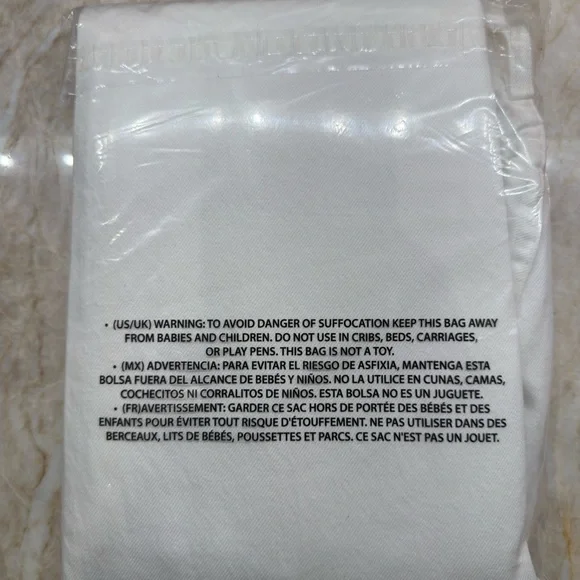 • (US/UK) WARNING: TO AVOID DANGER OF SUFFOCATION KEEP THIS BAG AWAY
FROM BABIES AND CHILDREN. DO NOT USE IN CRIBS, BEDS, CARRIAGES,
OR PLAY PENS. THIS BAG IS NOT A TOY.
• (MX) ADVERTENCIA: PARA EVITAR EL RIESGO DE ASFIXIA, MANTENGA ESTA
BOLSA FUERA DEL ALCANCE DE BEBÉS Y NIÑOS. NO LA UTILICE EN CUNAS, CAMAS,
COCHECITOS NI CORRALITOS DE NIÑOS. ESTA BOLSA NO ES UN JUGUETE.
• (FR)AVERTISSEMENT: GARDER CE SAC HORS DE PORTÉE DES BÉBÉS ET DES
ENFANTS POUR ÉVITER TOUT RISQUE D'ÉTOUFFEMENT. NE PAS UTILISER DANS DES
BERCEAUX, LITS DE BÉBÉS, POUSSETTES ET PARCS. CE SAC N'EST PAS UN JOUET.